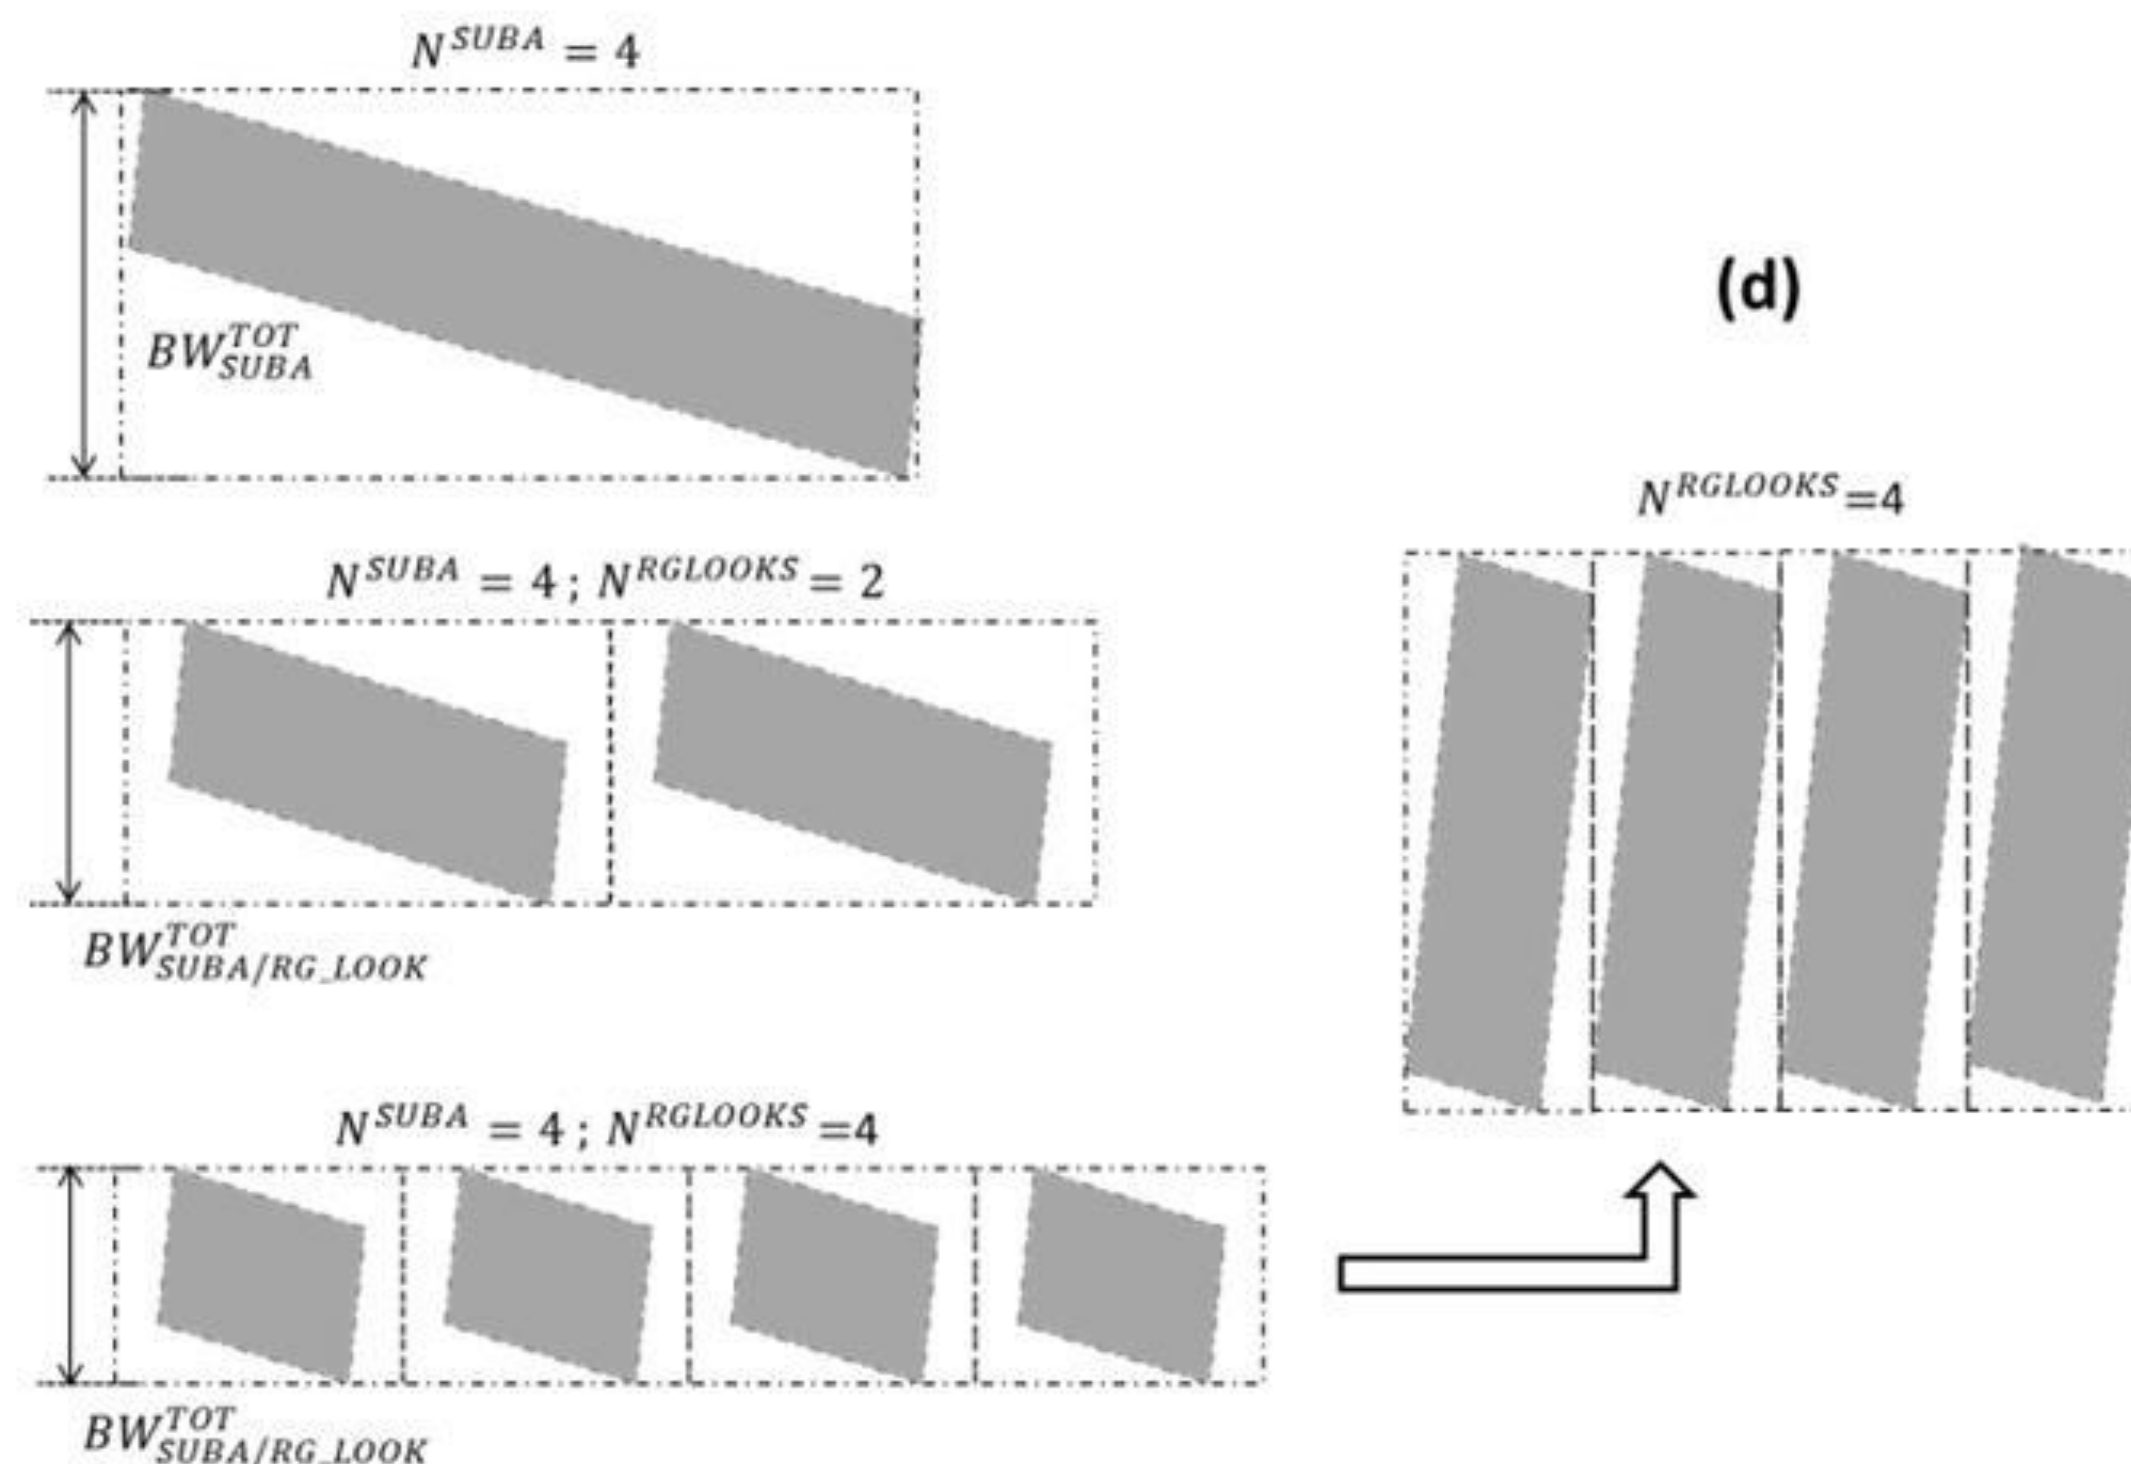 N^SUBA = 4
BW^TOT_SUBA
(d)
N^RGLOOKS =4
N^SUBA = 4 ; N^RGLOOKS = 2
BW^TOT_SUBA/RG_LOOK
N^SUBA = 4 ; N^RGLOOKS =4
BW^TOT_SUBA/RG_LOOK